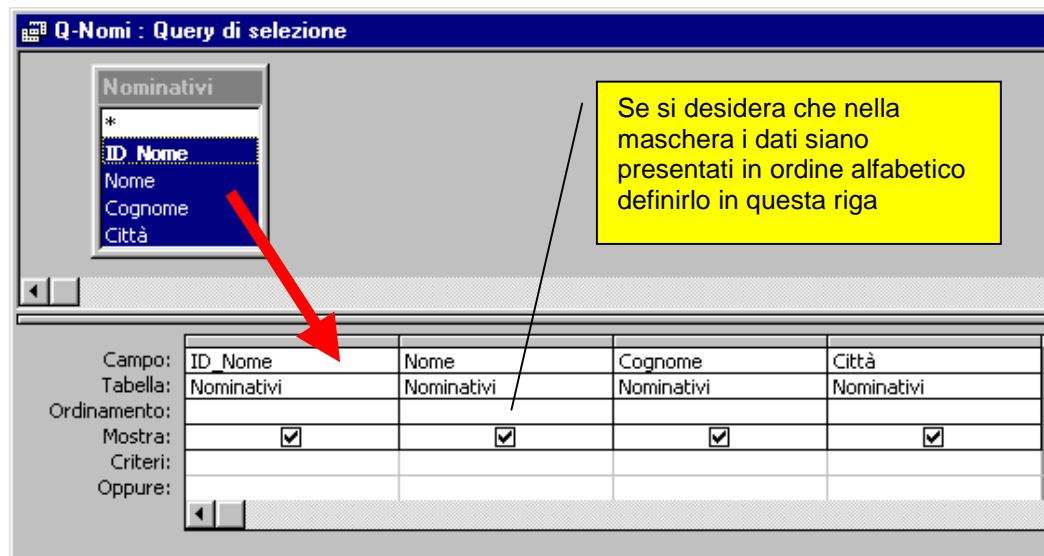 Q-Nomi : Query di selezione
Nominativi
*
ID_Nome
Nome
Cognome
Città
Se si desidera che nella
maschera i dati siano
presentati in ordine alfabetico
definirlo in questa riga
Campo: ID_Nome Nome Cognome Città
Tabella: Nominativi Nominativi Nominativi Nominativi
Ordinamento:
Mostra:
Criteri:
Oppure: